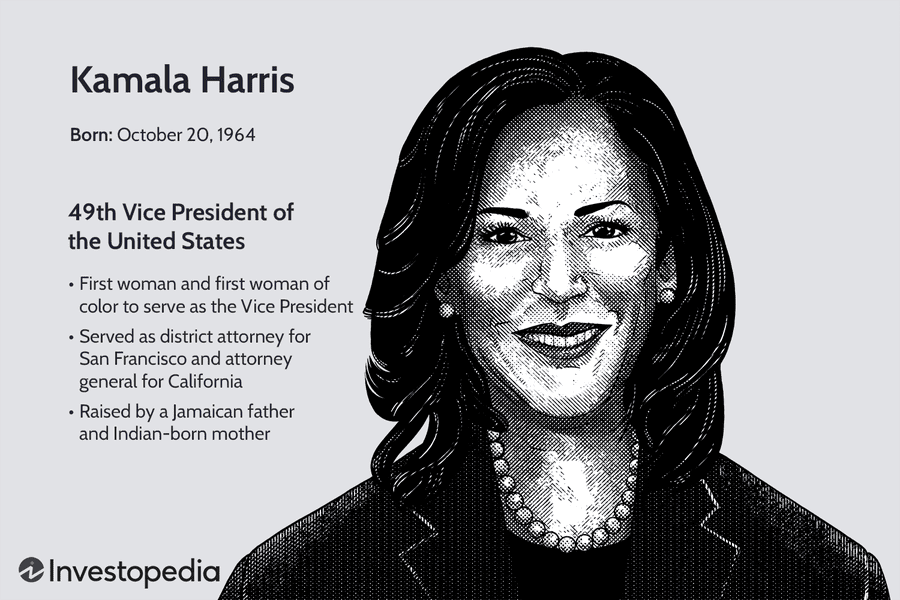 Kamala Harris
Born: October 20, 1964
49th Vice President of
the United States
• First woman and first woman of
color to serve as the Vice President
• Served as district attorney for
San Francisco and attorney
general for California
• Raised by a Jamaican father
and Indian-born mother
Investopedia